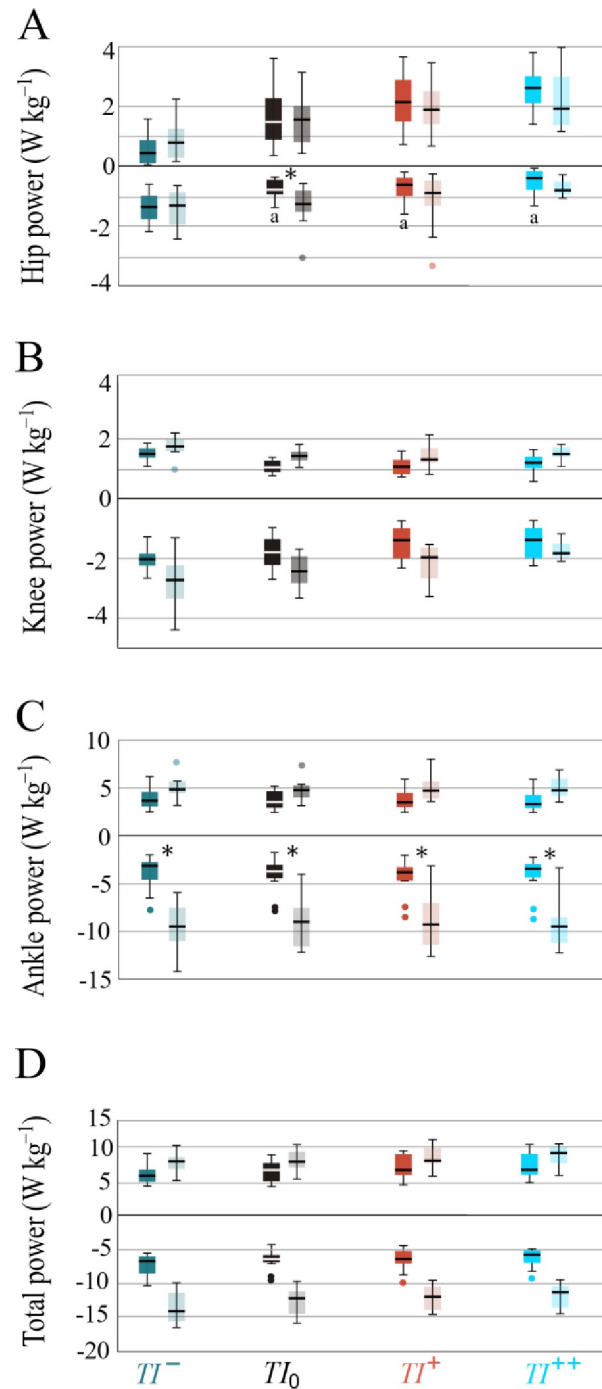 A
Hip power (W kg⁻¹)
4
2
0
-2
-4
*
a
a
a
B
Knee power (W kg⁻¹)
4
2
0
-2
-4
C
Ankle power (W kg⁻¹)
10
5
0
-5
-10
-15
* * * *
D
Total power (W kg⁻¹)
15
10
5
0
-5
-10
-15
-20
TI⁻ TI₀ TI⁺ TI⁺⁺